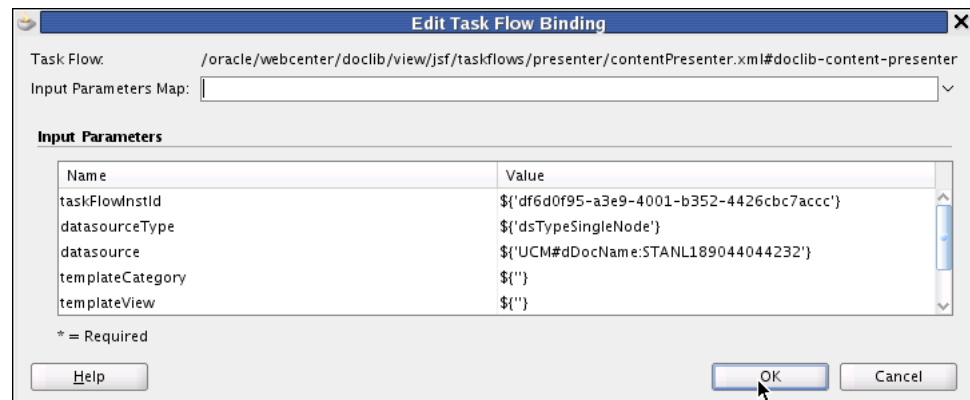 Edit Task Flow Binding
Task Flow: /oracle/webcenter/doclib/view/jsf/taskflows/presenter/contentPresenter.xml#doclib-content-presenter
Input Parameters Map:
Input Parameters
Name Value
taskFlowInstId ${'df6d0f95-a3e9-4001-b352-4426cbc7accc'}
datasourceType ${'dsTypeSingleNode'}
datasource ${'UCM#dDocName:STANL189044044232'}
templateCategory ${''}
templateView ${''}
* = Required
Help OK Cancel